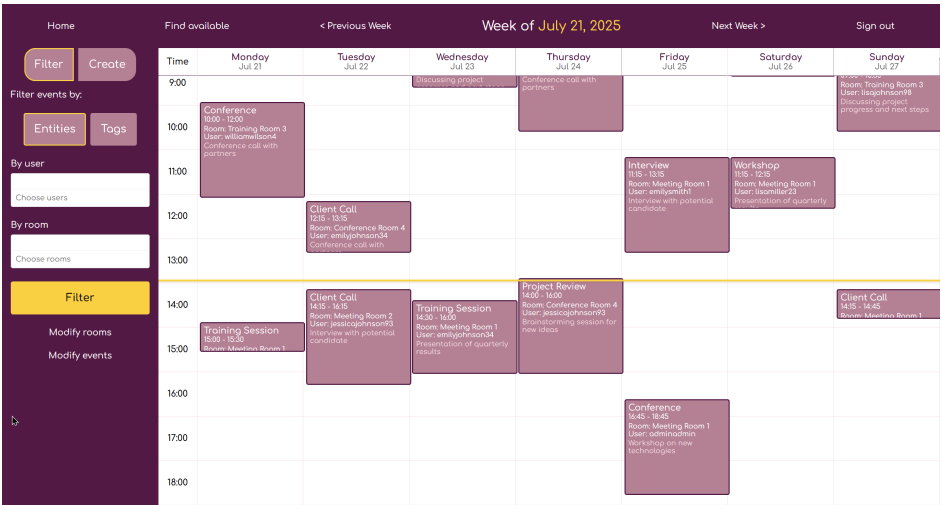 Home
Find available
< Previous Week
Week of July 21, 2025
Next Week >
Sign out
Filter
Create
Filter events by:
Entities
Tags
By user
Choose users
By room
Choose rooms
Filter
Modify rooms
Modify events
Time
Monday
Jul 21
Tuesday
Jul 22
Wednesday
Jul 23
Thursday
Jul 24
Friday
Jul 25
Saturday
Jul 26
Sunday
Jul 27
9:00
10:00
11:00
12:00
13:00
14:00
15:00
16:00
17:00
18:00
Conference
10:00 - 12:00
Room: Training Room 3
User: williamwilson4
Conference call with
partners
Training Session
15:00 - 15:30
Room: Meeting Room 1
Client Call
12:15 - 13:15
Room: Conference Room 4
User: emilyjohnson34
Conference call with
Client Call
14:15 - 16:15
Room: Meeting Room 2
User: jessicajohnson93
Interview with potential
candidate
Discussing project
Training Session
14:30 - 16:00
Room: Meeting Room 1
User: emilyjohnson34
Presentation of quarterly
results
Conference call with
partners
Project Review
14:00 - 16:00
Room: Conference Room 4
User: jessicajohnson93
Brainstorming session for
new ideas
Interview
11:15 - 13:15
Room: Meeting Room 1
User: emilysmith1
Interview with potential
candidate
Conference
16:45 - 18:45
Room: Meeting Room 1
User: adminadmin
Workshop on new
technologies
Workshop
11:15 - 12:15
Room: Meeting Room 1
User: lisamiller23
Presentation of quarterly
Room: Training Room 3
User: lisajohnson98
Discussing project
progress and next steps
Client Call
14:15 - 14:45
Room: Meeting Room 1